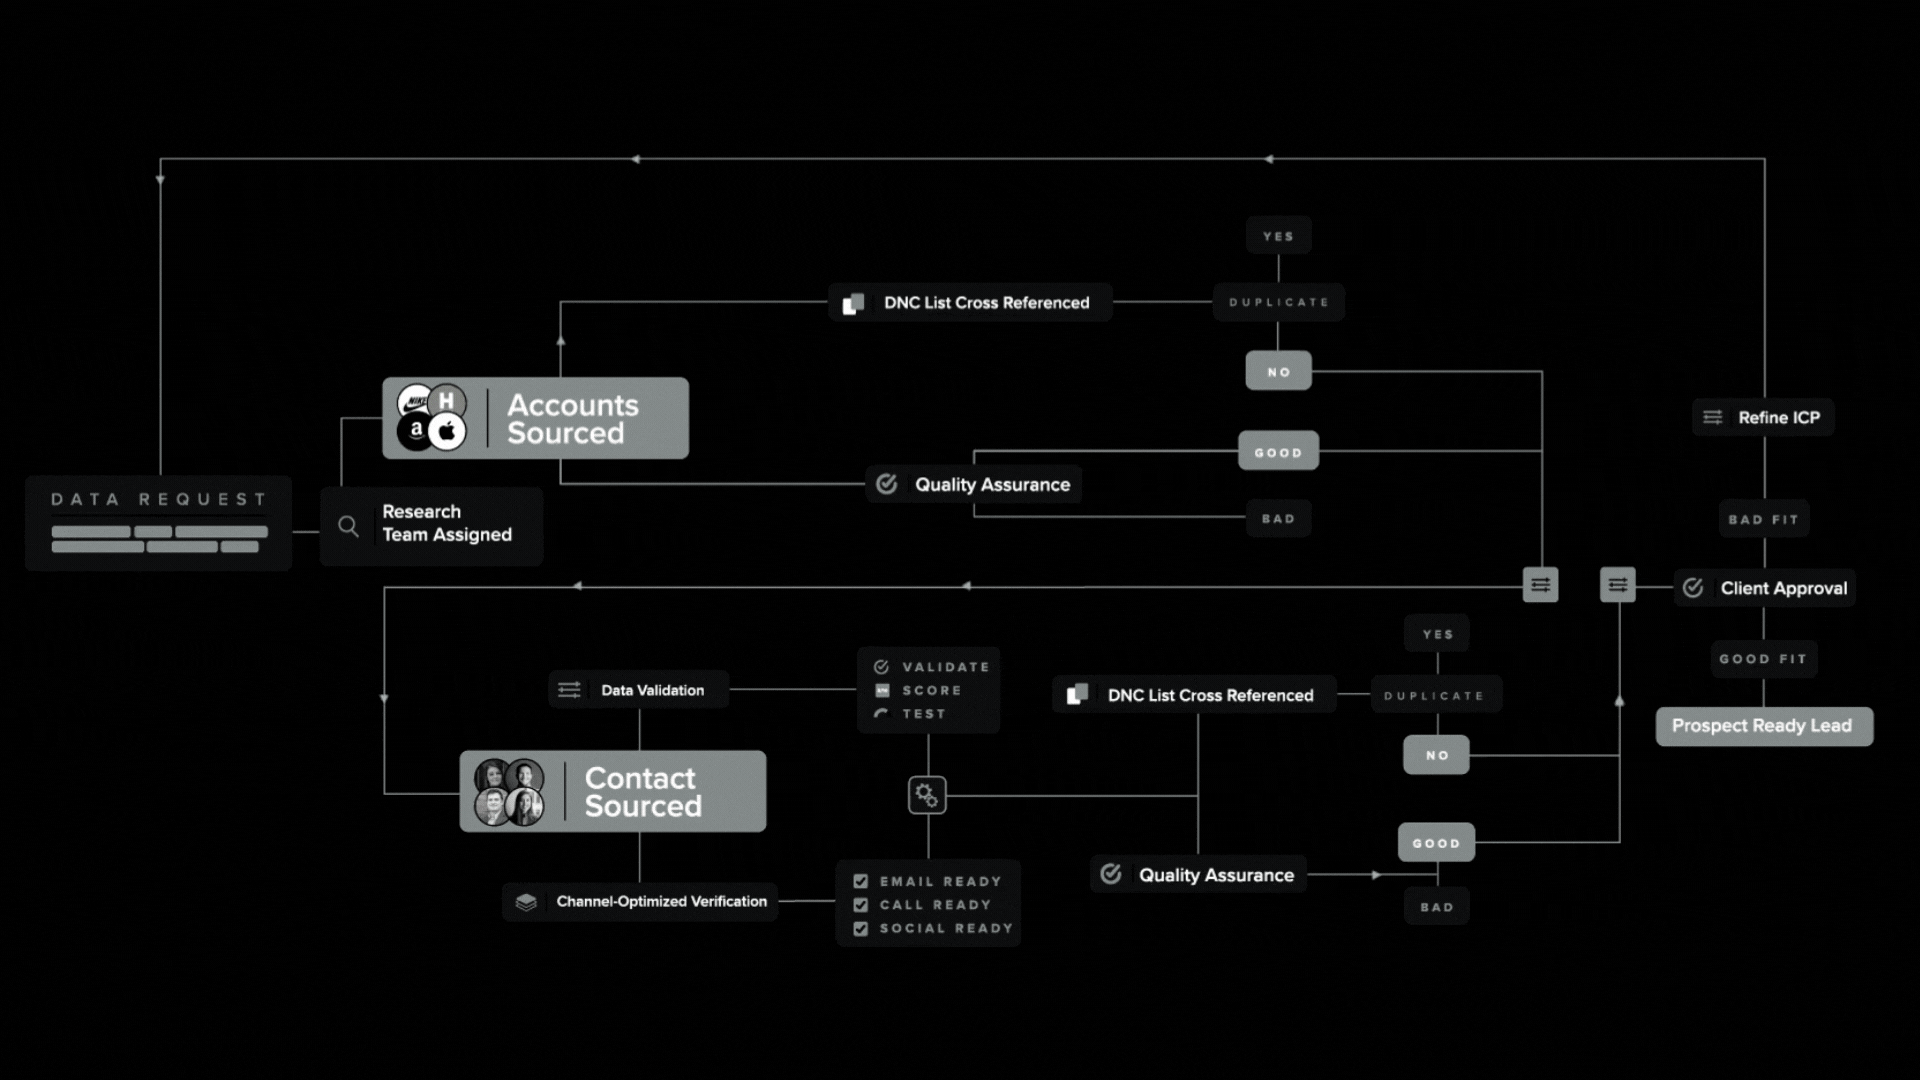 YES
DNC List Cross Referenced
DUPLICATE
NO
NIKE
H
a
Accounts
Sourced
Refine ICP
GOOD
Quality Assurance
BAD
DATA REQUEST
Research
Team Assigned
BAD FIT
Client Approval
GOOD FIT
Prospect Ready Lead
Data Validation
VALIDATE
SCORE
TEST
Contact
Sourced
Channel-Optimized Verification
EMAIL READY
CALL READY
SOCIAL READY
YES
DNC List Cross Referenced
DUPLICATE
NO
GOOD
Quality Assurance
BAD